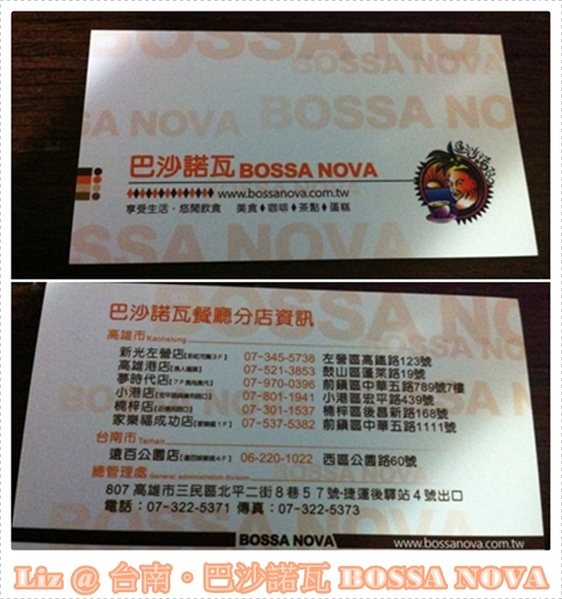 BOSSA NOVA
BOSSA NOVA
SA NOVA
BOSSA NO
巴沙諾瓦 BOSSA NOVA
www.bossanova.com.tw
享受生活‧悠閒飲食 美食♦咖啡♦茶點♦蛋糕
SSA NOVA
巴沙諾瓦餐廳分店資訊
高雄市 Kaohsiung
新光左營店 07-345-5738 左營區高鐵路123號
高雄港店 07-521-3853 鼓山區蓬萊路19號
夢時代店 07-970-0396 前鎮區中華五路789號7樓
小港店 07-801-1941 小港區宏平路439號
楠梓店 07-301-1537 楠梓區後昌新路168號
家樂福成功店 07-537-5382 前鎮區中華五路1111號
台南市 Tainan
遠百公園店 06-220-1022 西區公園路60號
總管理處 General administration division
807 高雄市三民區北平二街8巷57號-捷運後驛站4號出口
電話：07-322-5371 傳真：07-322-5373
BOSSA NOVA www.bossanova.com.tw
Liz @ 台南‧巴沙諾瓦 BOSSA NOVA